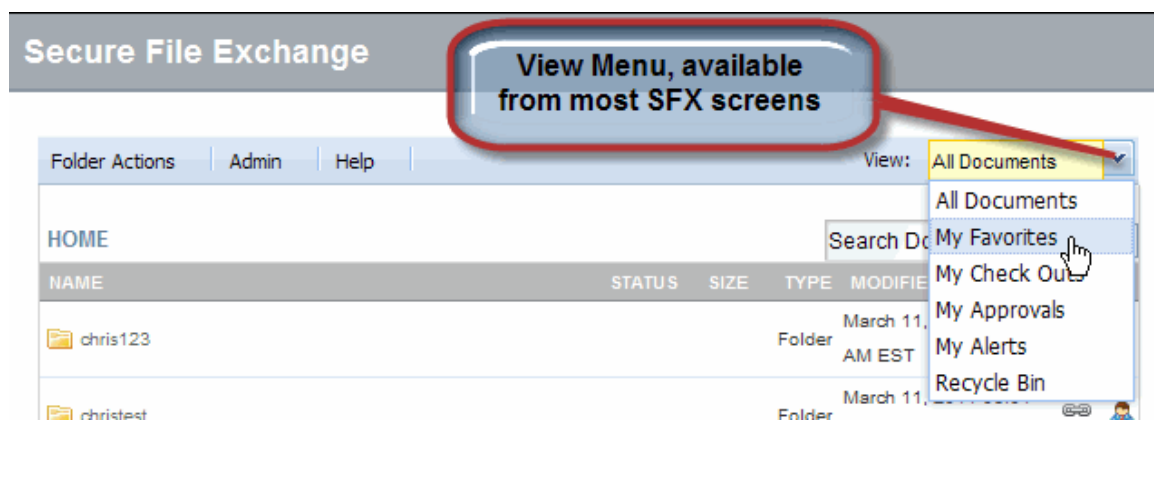 Secure File Exchange
View Menu, available
from most SFX screens
Folder Actions
Admin
Help
View:
All Documents
All Documents
My Favorites
My Check Outs
My Approvals
My Alerts
Recycle Bin
HOME
Search
NAME
STATUS
SIZE
TYPE
chris123
Folder
March 11,
AM EST
christest
Folder
March 11,